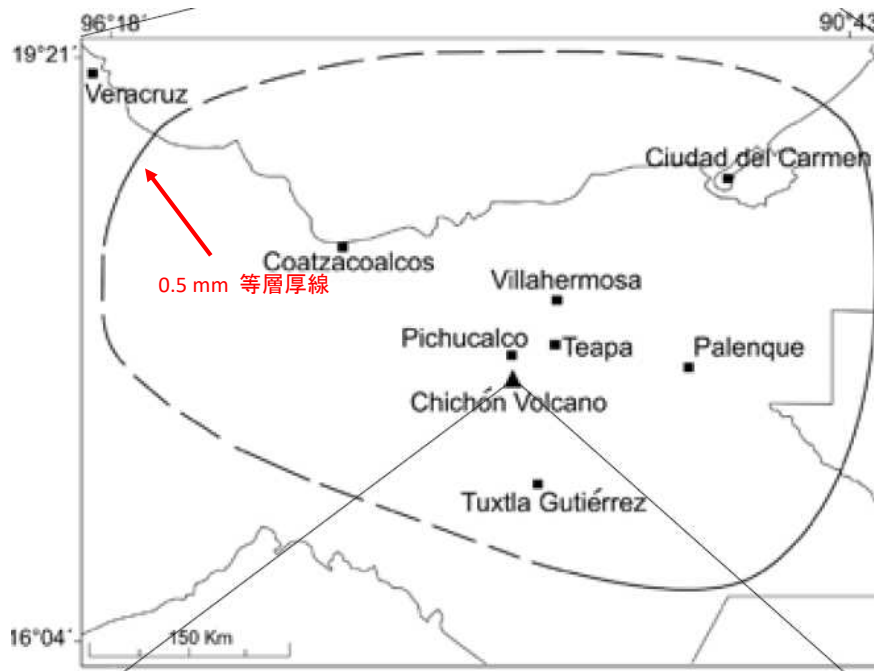 96°18´
90°43´
19°21´
Veracruz
Ciudad del Carmen
Coatzacoalcos
0.5 mm 等層厚線
Villahermosa
Pichucalco
Teapa
Palenque
Chichón Volcano
Tuxtla Gutiérrez
16°04´
150 Km